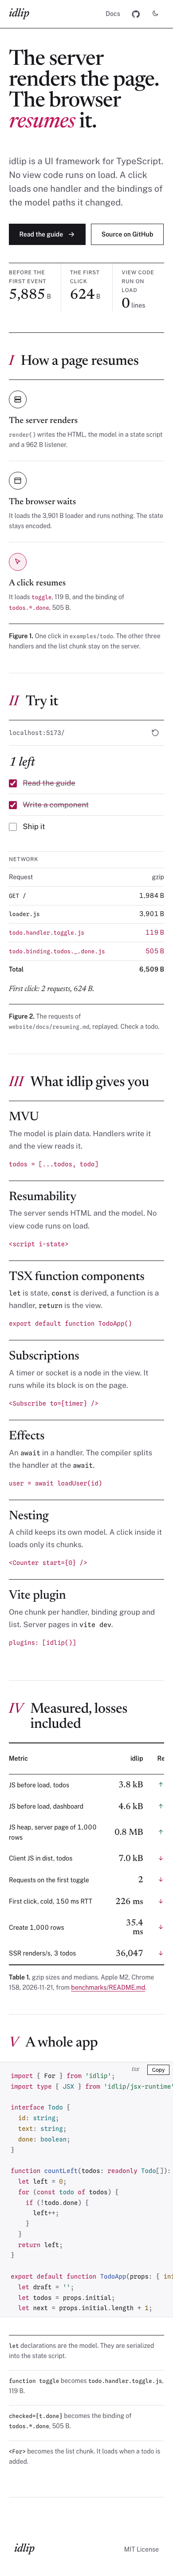 idlip
Docs
The server
renders the page.
The browser
resumes it.
idlip is a UI framework for TypeScript.
No view code runs on load. A click
loads one handler and the bindings of
the model paths it changed.
Read the guide →
Source on GitHub
BEFORE THE FIRST EVENT
5,885 B
THE FIRST CLICK
624 B
VIEW CODE RUN ON LOAD
0 lines
I How a page resumes
The server renders
render() writes the HTML, the model in a state script
and a 962 B listener.
The browser waits
It loads the 3,901 B loader and runs nothing. The state
stays encoded.
A click resumes
It loads toggle, 119 B, and the binding of
todos.*.done, 505 B.
Figure 1. One click in examples/todo. The other three
handlers and the list chunk stay on the server.
II Try it
localhost:5173/
1 left
Read the guide
Write a component
Ship it
NETWORK
Request gzip
GET / 1,984 B
loader.js 3,901 B
todo.handler.toggle.js 119 B
todo.binding.todos._.done.js 505 B
Total 6,509 B
First click: 2 requests, 624 B.
Figure 2. The requests of
website/docs/resuming.md, replayed. Check a todo.
III What idlip gives you
MVU
The model is plain data. Handlers write it
and the view reads it.
todos = [...todos, todo]
Resumability
The server sends HTML and the model. No
view code runs on load.
<script i-state>
TSX function components
let is state, const is derived, a function is a
handler, return is the view.
export default function TodoApp()
Subscriptions
A timer or socket is a node in the view. It
runs while its block is on the page.
<Subscribe to={timer} />
Effects
An await in a handler. The compiler splits
the handler at the await.
user = await loadUser(id)
Nesting
A child keeps its own model. A click inside it
loads only its chunks.
<Counter start={0} />
Vite plugin
One chunk per handler, binding group and
list. Server pages in vite dev.
plugins: [idlip()]
IV Measured, losses
included
Metric idlip Re
JS before load, todos 3.8 kB ↑
JS before load, dashboard 4.6 kB ↑
JS heap, server page of 1,000
rows 0.8 MB ↑
Client JS in dist, todos 7.0 kB ↓
Requests on the first toggle 2 ↓
First click, cold, 150 ms RTT 226 ms ↓
Create 1,000 rows 35.4
ms ↓
SSR renders/s, 3 todos 36,047 ↓
Table 1. gzip sizes and medians. Apple M2, Chrome
158, 2026-11-21, from benchmarks/README.md.
V A whole app
tsx
Copy
import { For } from 'idlip';
import type { JSX } from 'idlip/jsx-runtime'
interface Todo {
id: string;
text: string;
done: boolean;
}
function countLeft(todos: readonly Todo[]):
let left = 0;
for (const todo of todos) {
if (!todo.done) {
left++;
}
}
return left;
}
export default function TodoApp(props: { in
let draft = '';
let todos = props.initial;
let next = props.initial.length + 1;
let declarations are the model. They are serialized
into the state script.
function toggle becomes todo.handler.toggle.js,
119 B.
checked={t.done} becomes the binding of
todos.*.done, 505 B.
<For> becomes the list chunk. It loads when a todo is
added.
idlip
MIT License